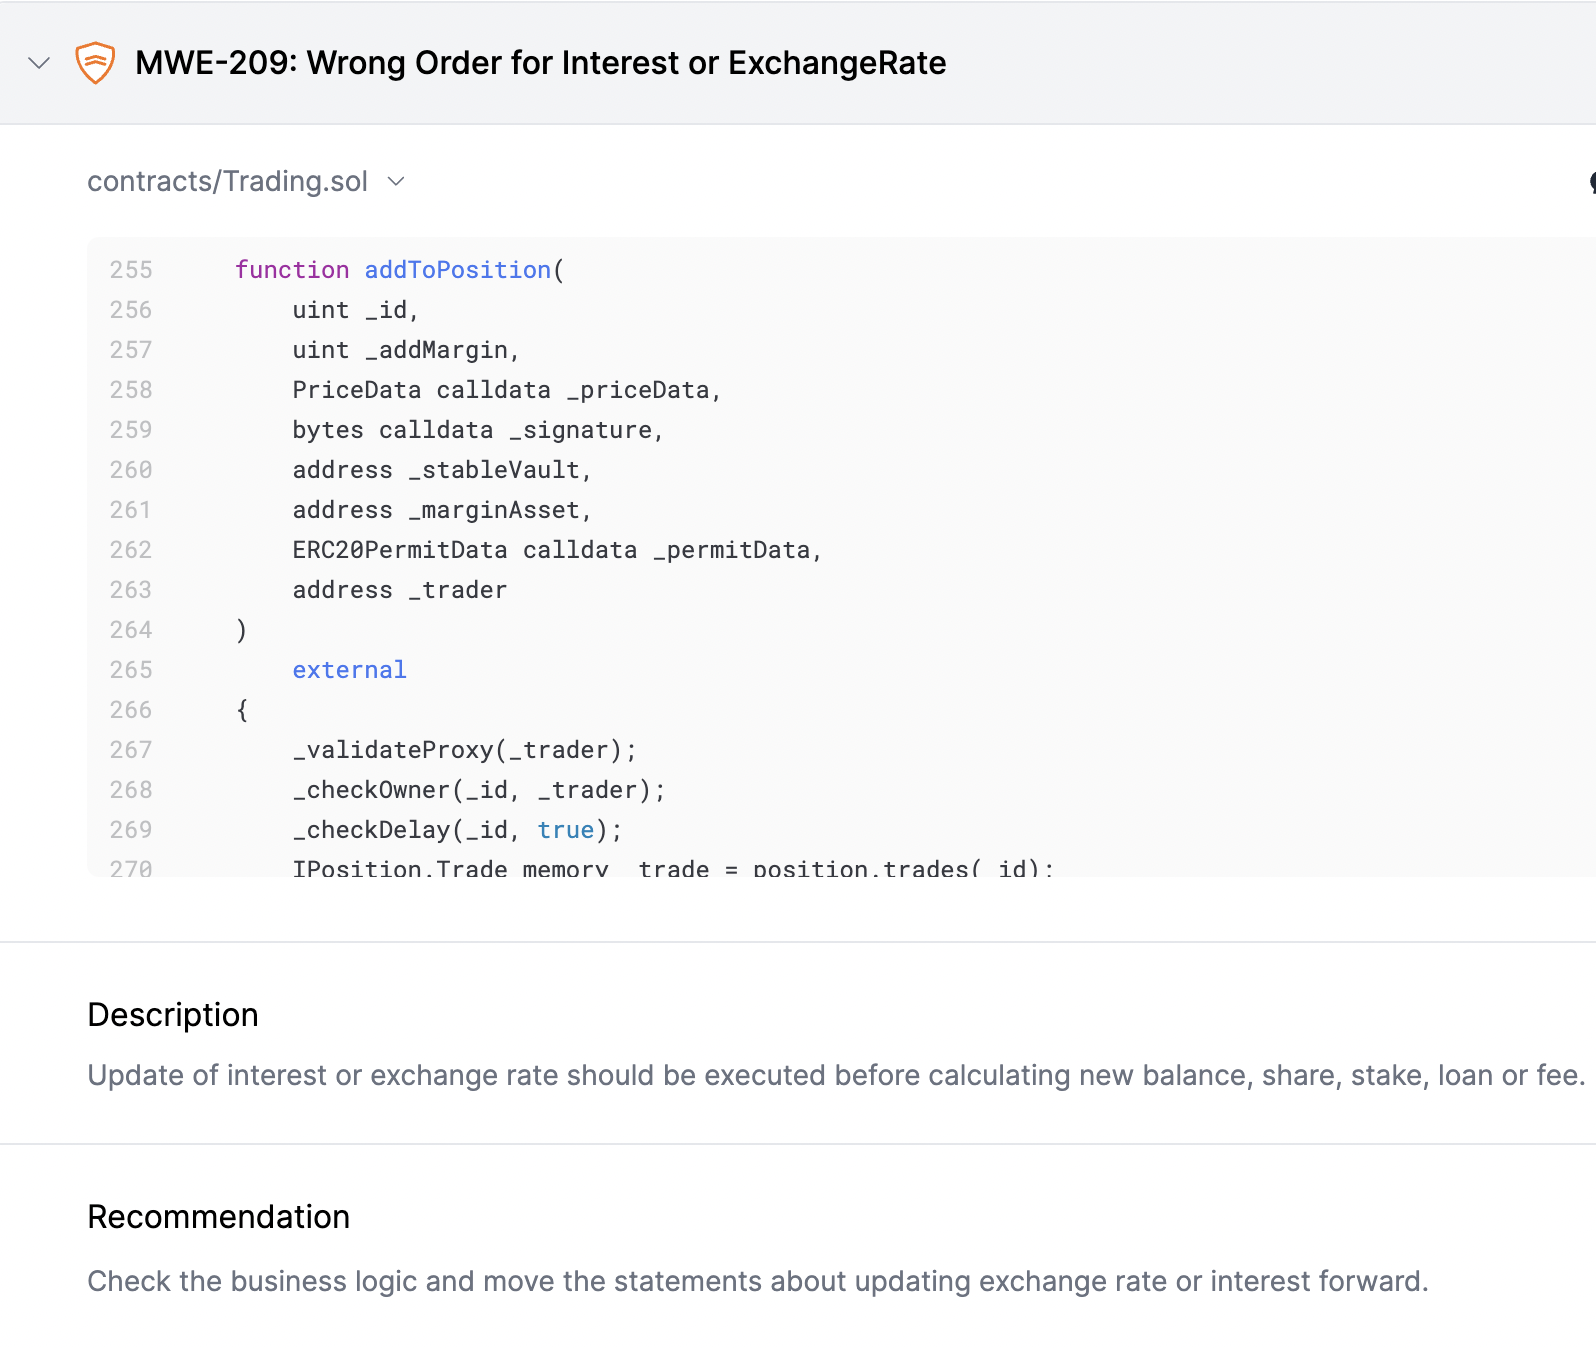 MWE-209: Wrong Order for Interest or ExchangeRate
contracts/Trading.sol
255 function addToPosition(
256 uint _id,
257 uint _addMargin,
258 PriceData calldata _priceData,
259 bytes calldata _signature,
260 address _stableVault,
261 address _marginAsset,
262 ERC20PermitData calldata _permitData,
263 address _trader
264 )
265 external
266 {
267 _validateProxy(_trader);
268 _checkOwner(_id, _trader);
269 _checkDelay(_id, true);
270 IPosition.Trade memory _trade = position.trades(_id);
Description
Update of interest or exchange rate should be executed before calculating new balance, share, stake, loan or fee.
Recommendation
Check the business logic and move the statements about updating exchange rate or interest forward.